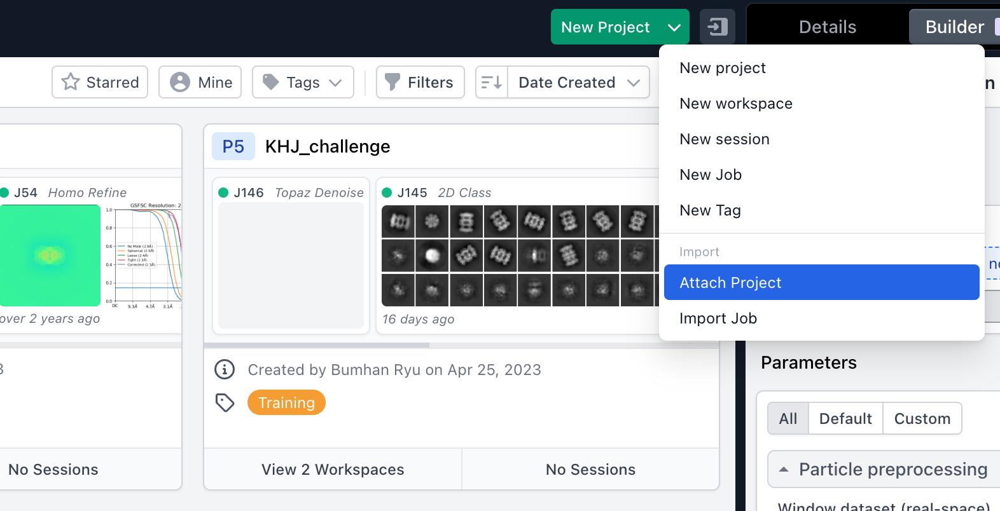 New Project
Details
Builder
Starred
Mine
Tags
Filters
Date Created
New project
New workspace
New session
New Job
New Tag
Import
Attach Project
Import Job
J54 Homo Refine
GSFSC Resolution: 2
1.0
0.8
0.6
0.4
0.2
0.0
No Mask (2.8Å)
Spherical (2.6Å)
Loose (2.4Å)
Tight (2.3Å)
Corrected (2.3Å)
DC 9.3Å 4.7Å 3.1Å
over 2 years ago
No Sessions
P5 KHJ_challenge
J146 Topaz Denoise
J145 2D Class
16 days ago
Created by Bumhan Ryu on Apr 25, 2023
Training
View 2 Workspaces
No Sessions
Parameters
All Default Custom
Particle preprocessing
Window dataset (real-space)